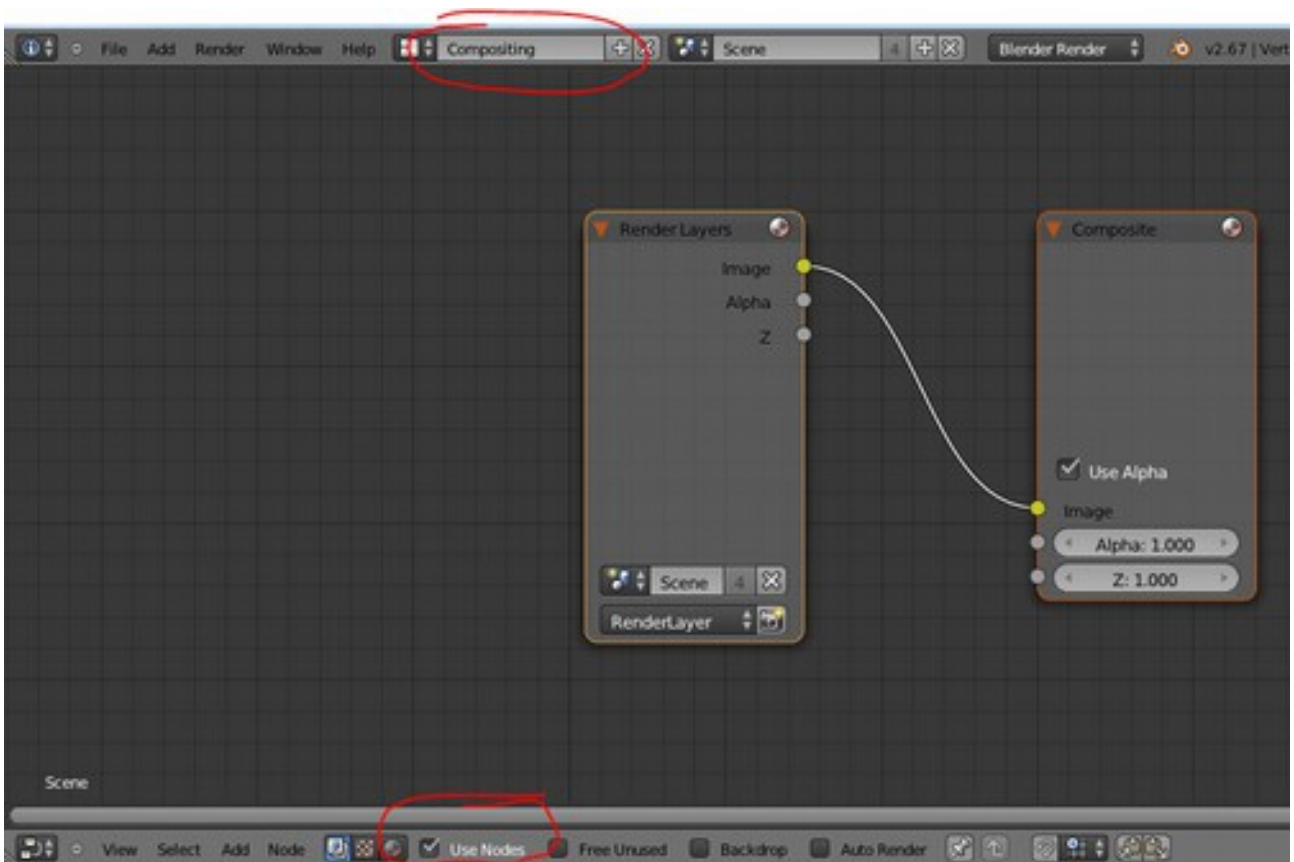 File Add Render Window Help Compositing Scene 4 Blender Render v2.67 | Vert
Render Layers
Image
Alpha
Z
Scene 4
RenderLayer
Composite
Use Alpha
Image
Alpha: 1.000
Z: 1.000
Scene
View Select Add Node Use Nodes Free Unused Backdrop Auto Render